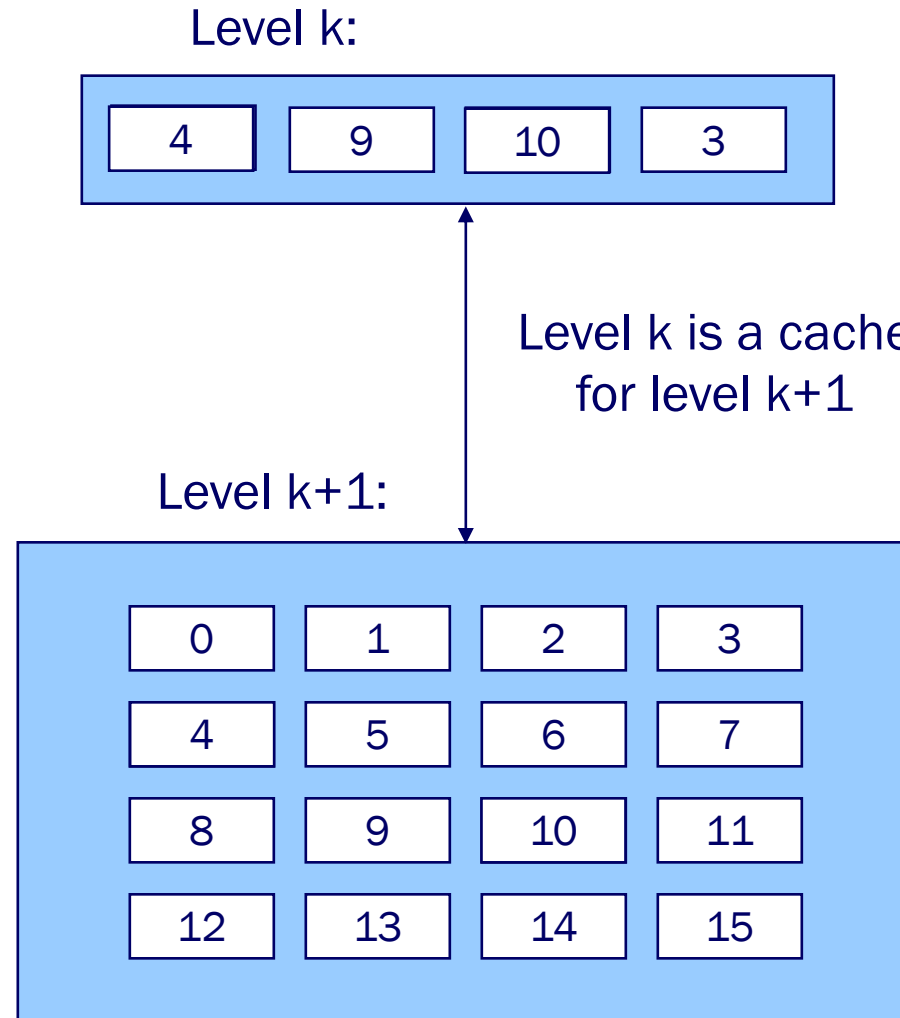 Level k:
4 9 10 3
Level k is a cache
for level k+1
Level k+1:
0 1 2 3
4 5 6 7
8 9 10 11
12 13 14 15